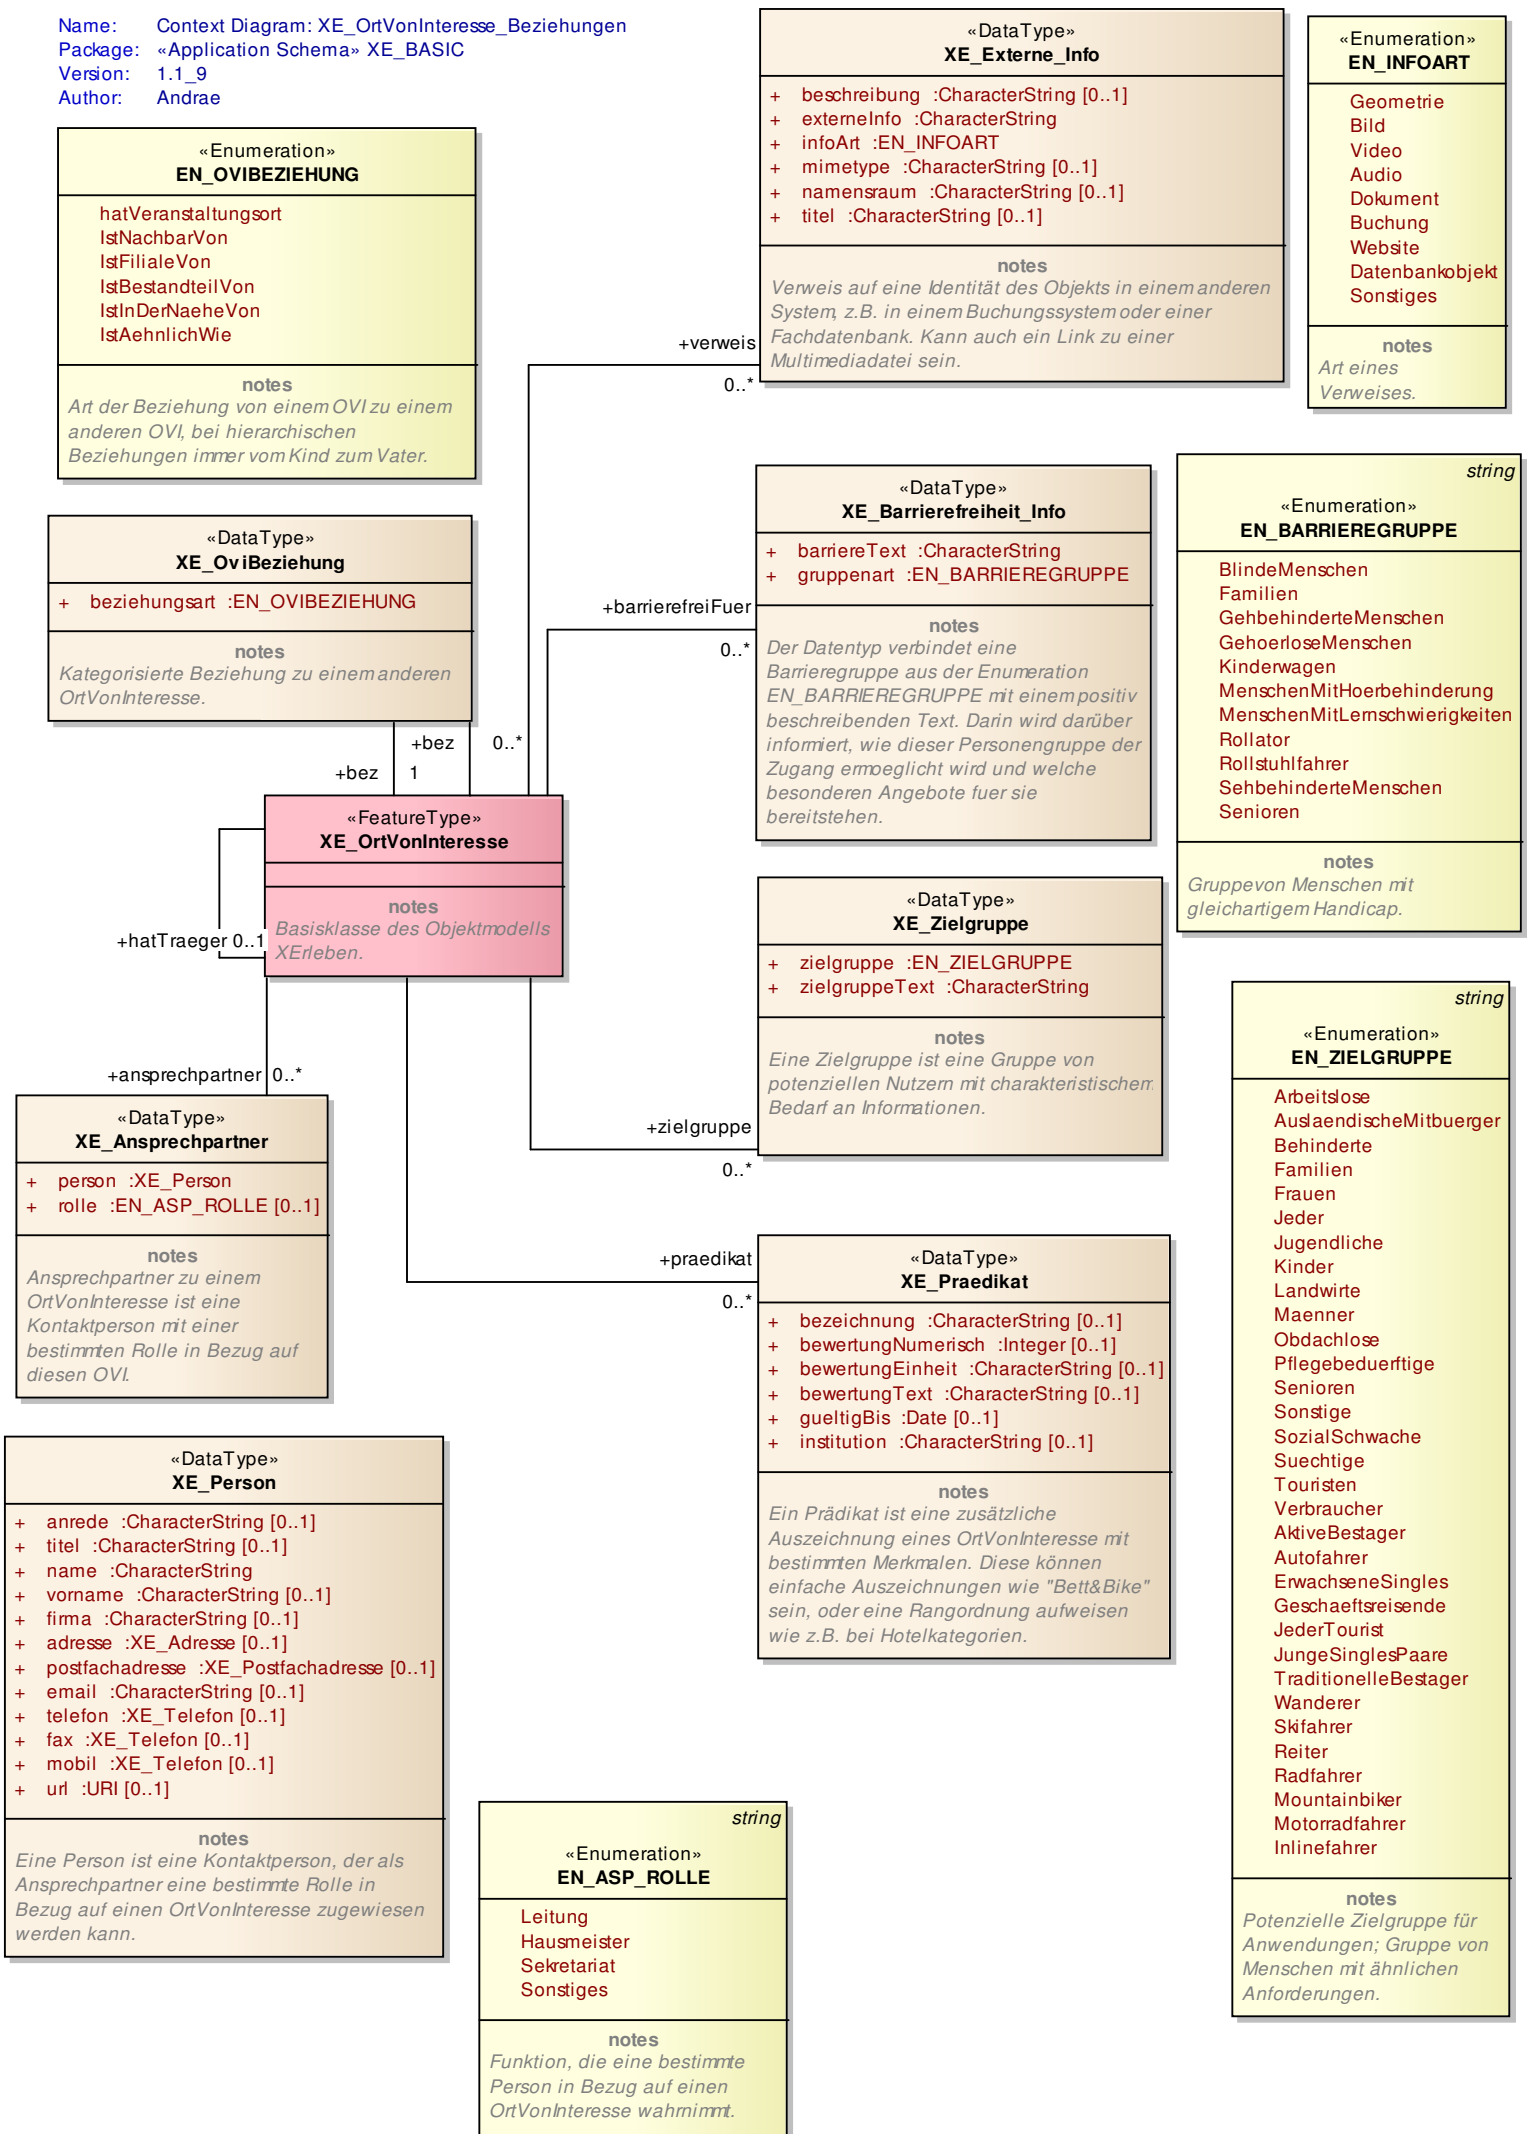 Name: Context Diagram: XE_OrtVonInteresse_Beziehungen
Package: «Application Schema» XE_BASIC
Version: 1.1_9
Author: Andrae
«Enumeration»
EN_OVIBEZIEHUNG
hatVeranstaltungsort
IstNachbarVon
IstFilialeVon
IstBestandteilVon
IstInDerNaeheVon
IstAehnlichWie
notes
Art der Beziehung von einem OVI zu einem
anderen OVI, bei hierarchischen
Beziehungen immer vom Kind zum Vater.
«DataType»
XE_Externe_Info
+ beschreibung :CharacterString [0..1]
+ externeInfo :CharacterString
+ infoArt :EN_INFOART
+ mimetype :CharacterString [0..1]
+ namensraum :CharacterString [0..1]
+ titel :CharacterString [0..1]
notes
Verweis auf eine Identität des Objekts in einem anderen
System, z.B. in einem Buchungssystem oder einer
Fachdatenbank. Kann auch ein Link zu einer
Multimediadatei sein.
«Enumeration»
EN_INFOART
Geometrie
Bild
Video
Audio
Dokument
Buchung
Website
Datenbankobjekt
Sonstiges
notes
Art eines
Verweises.
+verweis
0..*
«DataType»
XE_OviBeziehung
+ beziehungsart :EN_OVIBEZIEHUNG
notes
Kategorisierte Beziehung zu einem anderen
OrtVonInteresse.
+bez 0..*
+bez 1
«DataType»
XE_Barrierefreiheit_Info
+ barriereText :CharacterString
+ gruppenart :EN_BARRIEREGRUPPE
notes
Der Datentyp verbindet eine
Barrieregruppe aus der Enumeration
EN_BARRIEREGRUPPE mit einem positiv
beschreibenden Text. Darin wird darüber
informiert, wie dieser Personengruppe der
Zugang ermoeglicht wird und welche
besonderen Angebote fuer sie
bereitstehen.
+barrierefreiFuer
0..*
string
«Enumeration»
EN_BARRIEREGRUPPE
BlindeMenschen
Familien
GehbehinderteMenschen
GehoerloseMenschen
Kinderwagen
MenschenMitHoerbehinderung
MenschenMitLernschwierigkeiten
Rollator
Rollstuhlfahrer
SehbehinderteMenschen
Senioren
notes
Gruppevon Menschen mit
gleichartigem Handicap.
«FeatureType»
XE_OrtVonInteresse
notes
Basisklasse des Objektmodells
XErleben.
+hatTraeger 0..1
+ansprechpartner 0..*
«DataType»
XE_Ansprechpartner
+ person :XE_Person
+ rolle :EN_ASP_ROLLE [0..1]
notes
Ansprechpartner zu einem
OrtVonInteresse ist eine
Kontaktperson mit einer
bestimmten Rolle in Bezug auf
diesen OVI.
«DataType»
XE_Zielgruppe
+ zielgruppe :EN_ZIELGRUPPE
+ zielgruppeText :CharacterString
notes
Eine Zielgruppe ist eine Gruppe von
potenziellen Nutzern mit charakteristischem
Bedarf an Informationen.
+zielgruppe
0..*
«DataType»
XE_Praedikat
+ bezeichnung :CharacterString [0..1]
+ bewertungNumerisch :Integer [0..1]
+ bewertungEinheit :CharacterString [0..1]
+ bewertungText :CharacterString [0..1]
+ gueltigBis :Date [0..1]
+ institution :CharacterString [0..1]
notes
Ein Prädikat ist eine zusätzliche
Auszeichnung eines OrtVonInteresse mit
bestimmten Merkmalen. Diese können
einfache Auszeichnungen wie "Bett&Bike"
sein, oder eine Rangordnung aufweisen
wie z.B. bei Hotelkategorien.
+praedikat
0..*
string
«Enumeration»
EN_ZIELGRUPPE
Arbeitslose
AuslaendischeMitbuerger
Behinderte
Familien
Frauen
Jeder
Jugendliche
Kinder
Landwirte
Maenner
Obdachlose
Pflegebeduerftige
Senioren
Sonstige
SozialSchwache
Suechtige
Touristen
Verbraucher
AktiveBestager
Autofahrer
ErwachseneSingles
Geschaeftsreisende
JederTourist
JungeSinglesPaare
TraditionelleBestager
Wanderer
Skifahrer
Reiter
Radfahrer
Mountainbiker
Motorradfahrer
Inlinefahrer
notes
Potenzielle Zielgruppe für
Anwendungen; Gruppe von
Menschen mit ähnlichen
Anforderungen.
«DataType»
XE_Person
+ anrede :CharacterString [0..1]
+ titel :CharacterString [0..1]
+ name :CharacterString
+ vorname :CharacterString [0..1]
+ firma :CharacterString [0..1]
+ adresse :XE_Adresse [0..1]
+ postfachadresse :XE_Postfachadresse [0..1]
+ email :CharacterString [0..1]
+ telefon :XE_Telefon [0..1]
+ fax :XE_Telefon [0..1]
+ mobil :XE_Telefon [0..1]
+ url :URI [0..1]
notes
Eine Person ist eine Kontaktperson, der als
Ansprechpartner eine bestimmte Rolle in
Bezug auf einen OrtVonInteresse zugewiesen
werden kann.
string
«Enumeration»
EN_ASP_ROLLE
Leitung
Hausmeister
Sekretariat
Sonstiges
notes
Funktion, die eine bestimmte
Person in Bezug auf einen
OrtVonInteresse wahrnimmt.